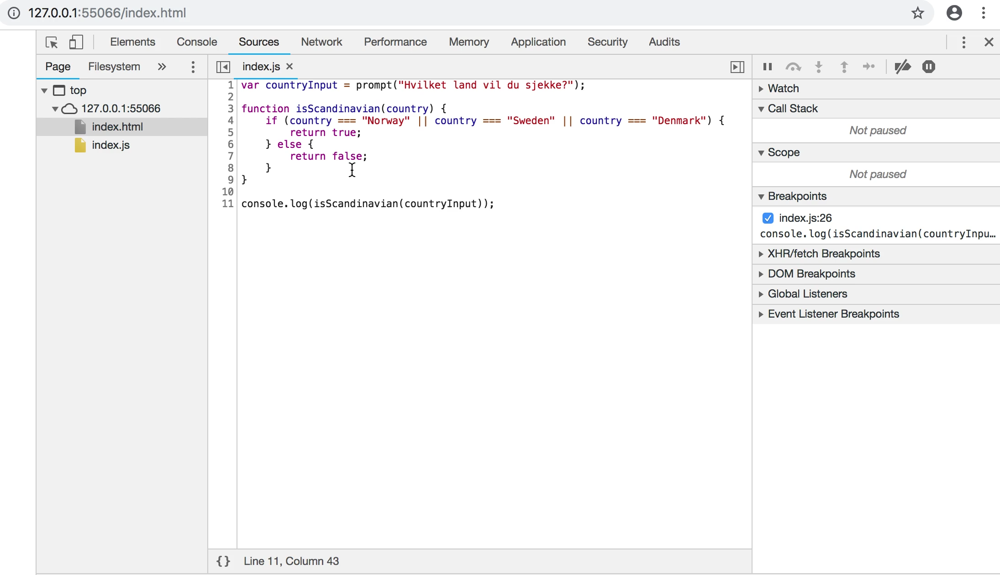 127.0.0.1:55066/index.html
Elements Console Sources Network Performance Memory Application Security Audits
Page Filesystem »
index.js ×
top
127.0.0.1:55066
index.html
index.js
1 var countryInput = prompt("Hvilket land vil du sjekke?");
2
3 function isScandinavian(country) {
4 if (country === "Norway" || country === "Sweden" || country === "Denmark") {
5 return true;
6 } else {
7 return false;
8 }
9 }
10
11 console.log(isScandinavian(countryInput));
{} Line 11, Column 43
Watch
Call Stack
Not paused
Scope
Not paused
Breakpoints
index.js:26
console.log(isScandinavian(countryInpu…
XHR/fetch Breakpoints
DOM Breakpoints
Global Listeners
Event Listener Breakpoints